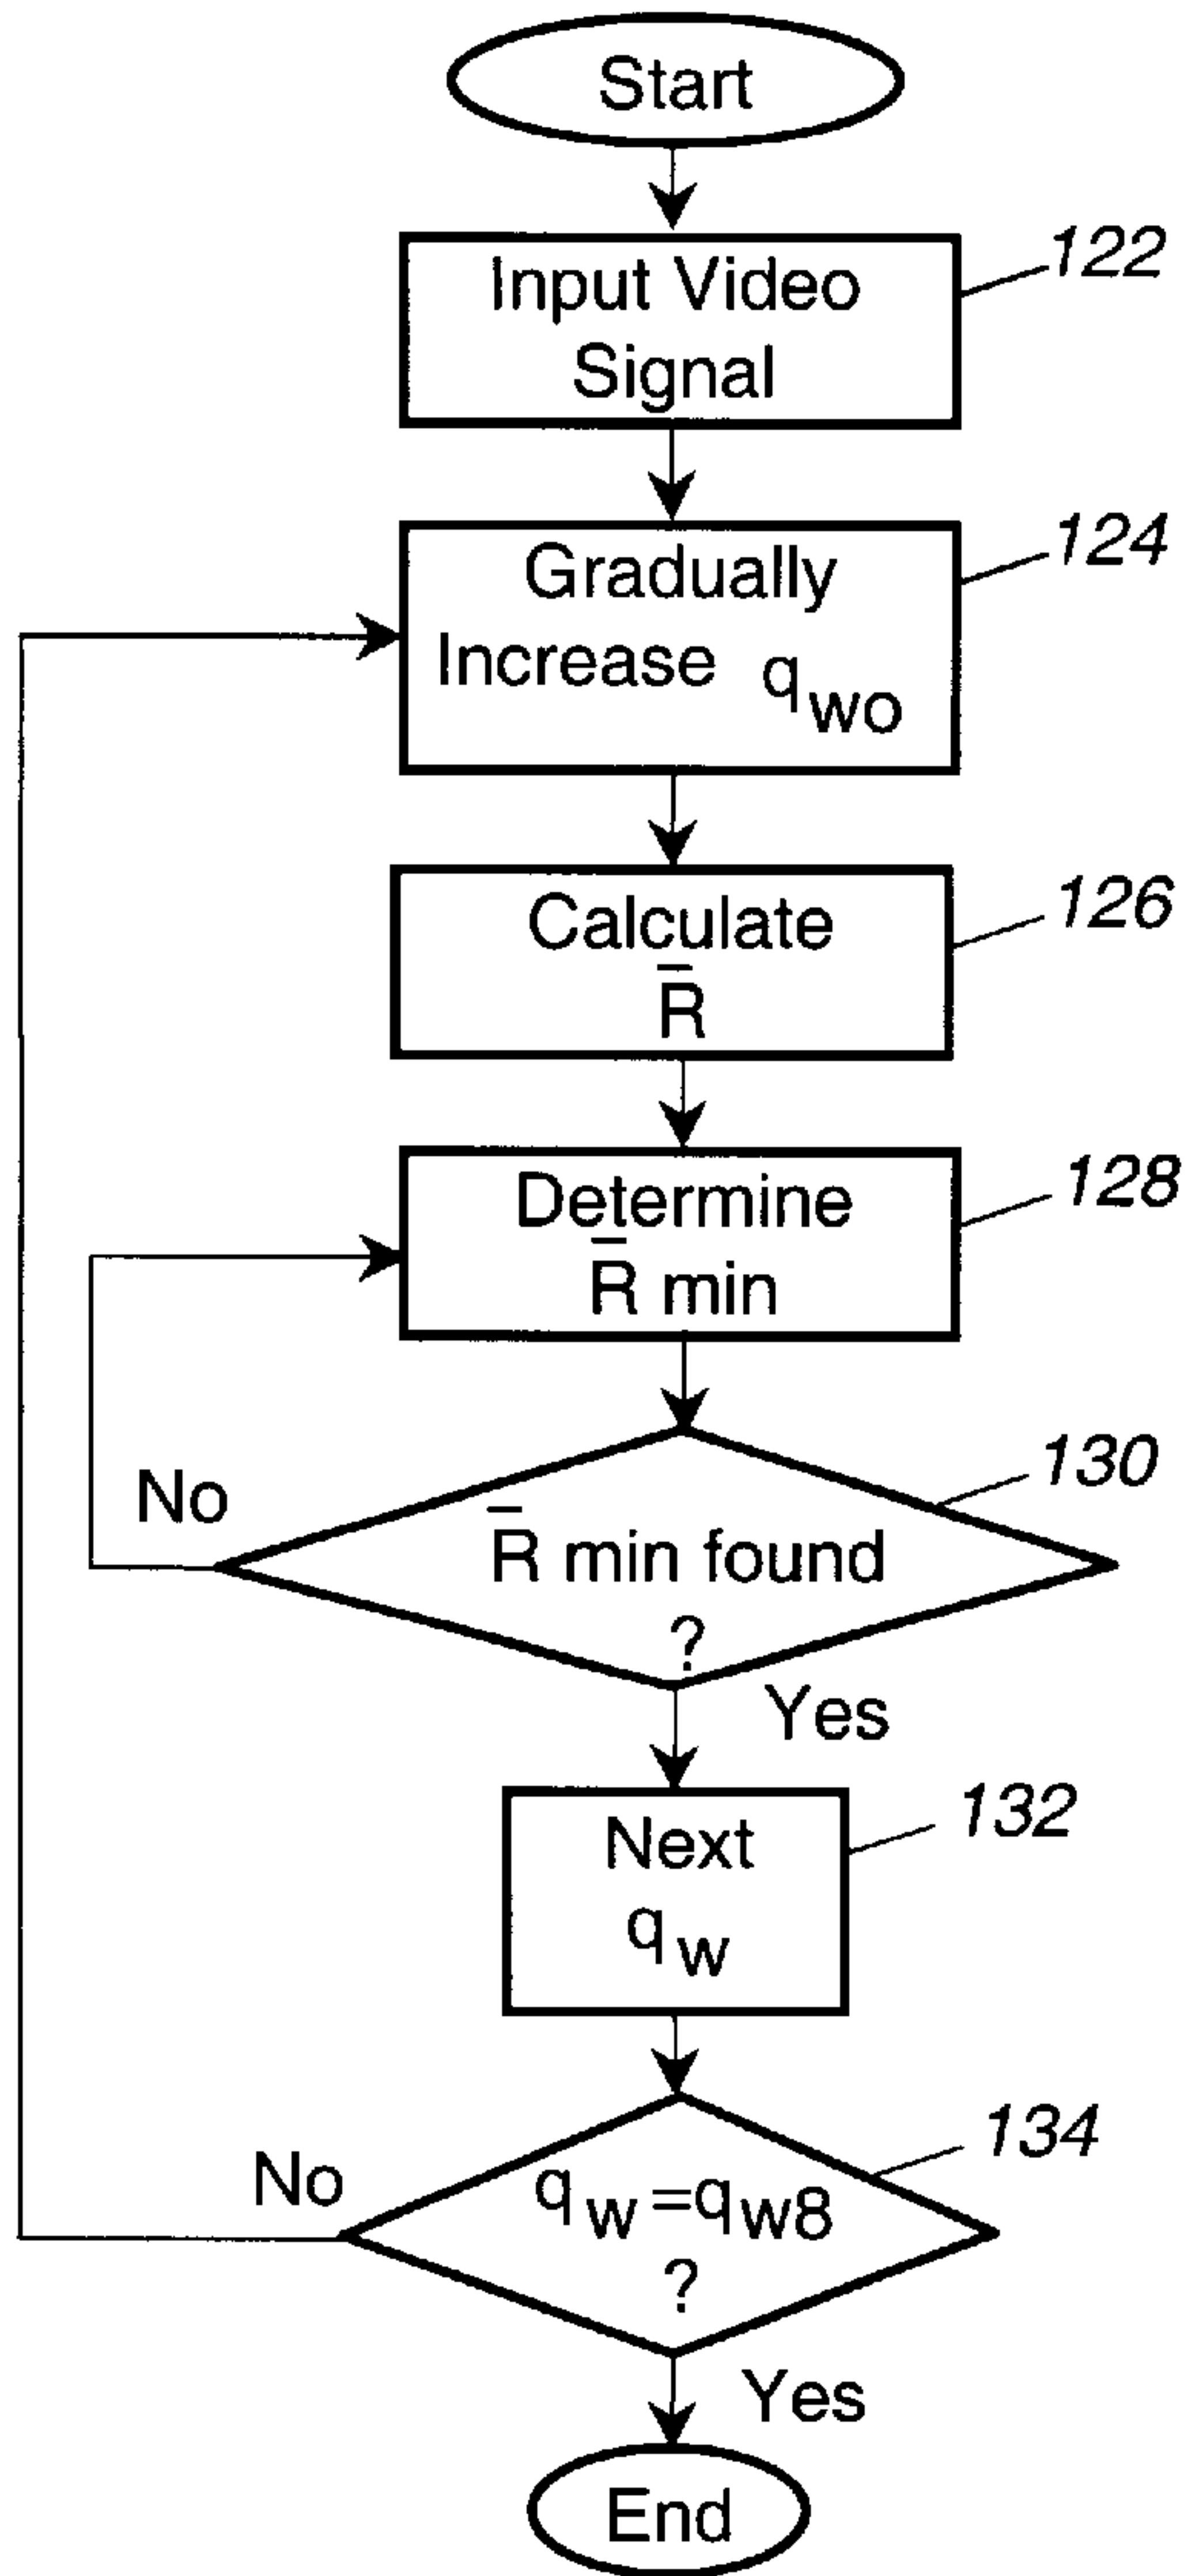 Start
122
Input Video
Signal
124
Gradually
Increase q_wo
126
Calculate
R̄
128
Determine
R̄ min
130
No
R̄ min found
?
Yes
132
Next
q_w
134
No
q_w=q_w8
?
Yes
End